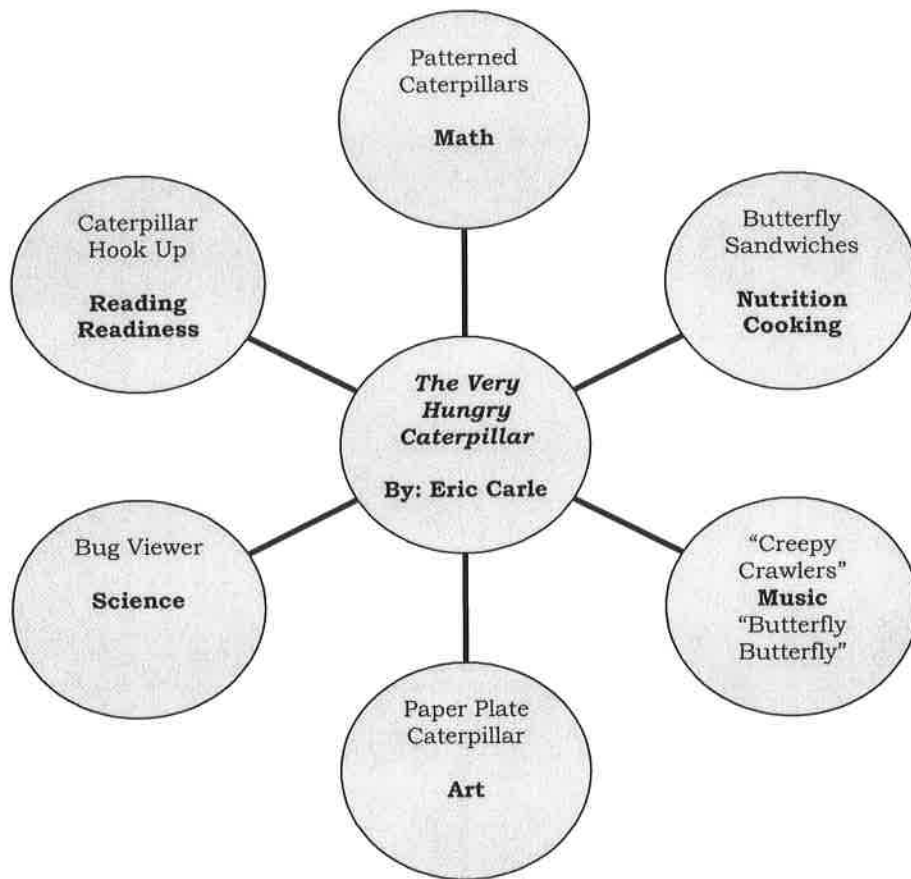 Patterned
Caterpillars
Math
Caterpillar
Hook Up
Reading
Readiness
Butterfly
Sandwiches
Nutrition
Cooking
The Very
Hungry
Caterpillar
By: Eric Carle
Bug Viewer
Science
“Creepy
Crawlers”
Music
“Butterfly
Butterfly”
Paper Plate
Caterpillar
Art